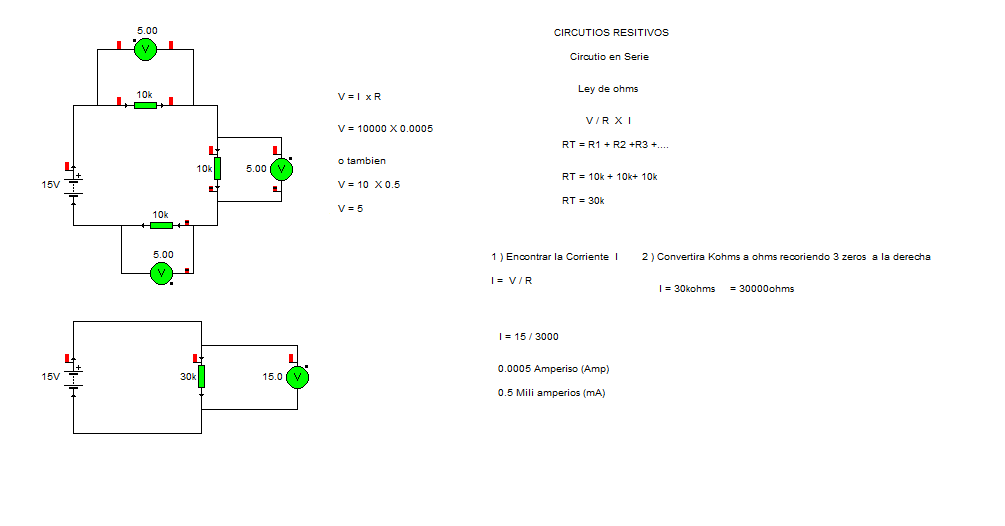 5.00
V
10k
15V
10k
5.00
V
10k
5.00
V
15V
30k
15.0
V
V = I x R
V = 10000 X 0.0005
o tambien
V = 10 X 0.5
V = 5
CIRCUTIOS RESITIVOS
Circutio en Serie
Ley de ohms
V / R X I
RT = R1 + R2 +R3 +....
RT = 10k + 10k+ 10k
RT = 30k
1 ) Encontrar la Corriente I
I = V / R
2 ) Convertira Kohms a ohms recoriendo 3 zeros a la derecha
I = 30kohms = 30000ohms
I = 15 / 3000
0.0005 Amperiso (Amp)
0.5 Mili amperios (mA)